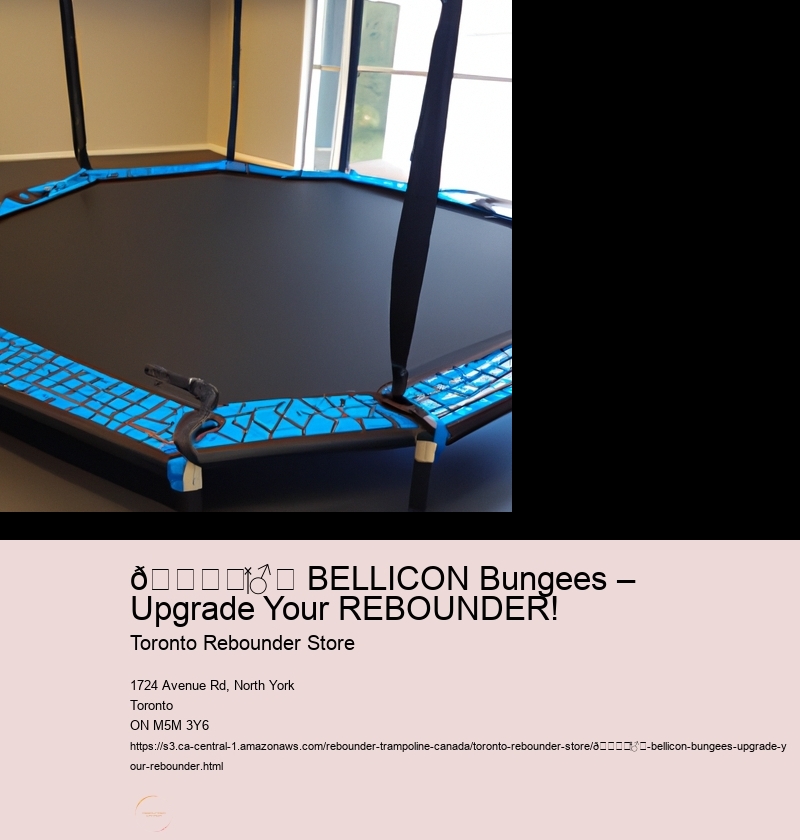 ð□□□□♂□ BELLICON Bungees –
Upgrade Your REBOUNDER!
Toronto Rebounder Store
1724 Avenue Rd, North York
Toronto
ON M5M 3Y6
https://s3.ca-central-1.amazonaws.com/rebounder-trampoline-canada/toronto-rebounder-store/ð□□□□♂□-bellicon-bungees-upgrade-y
our-rebounder.html